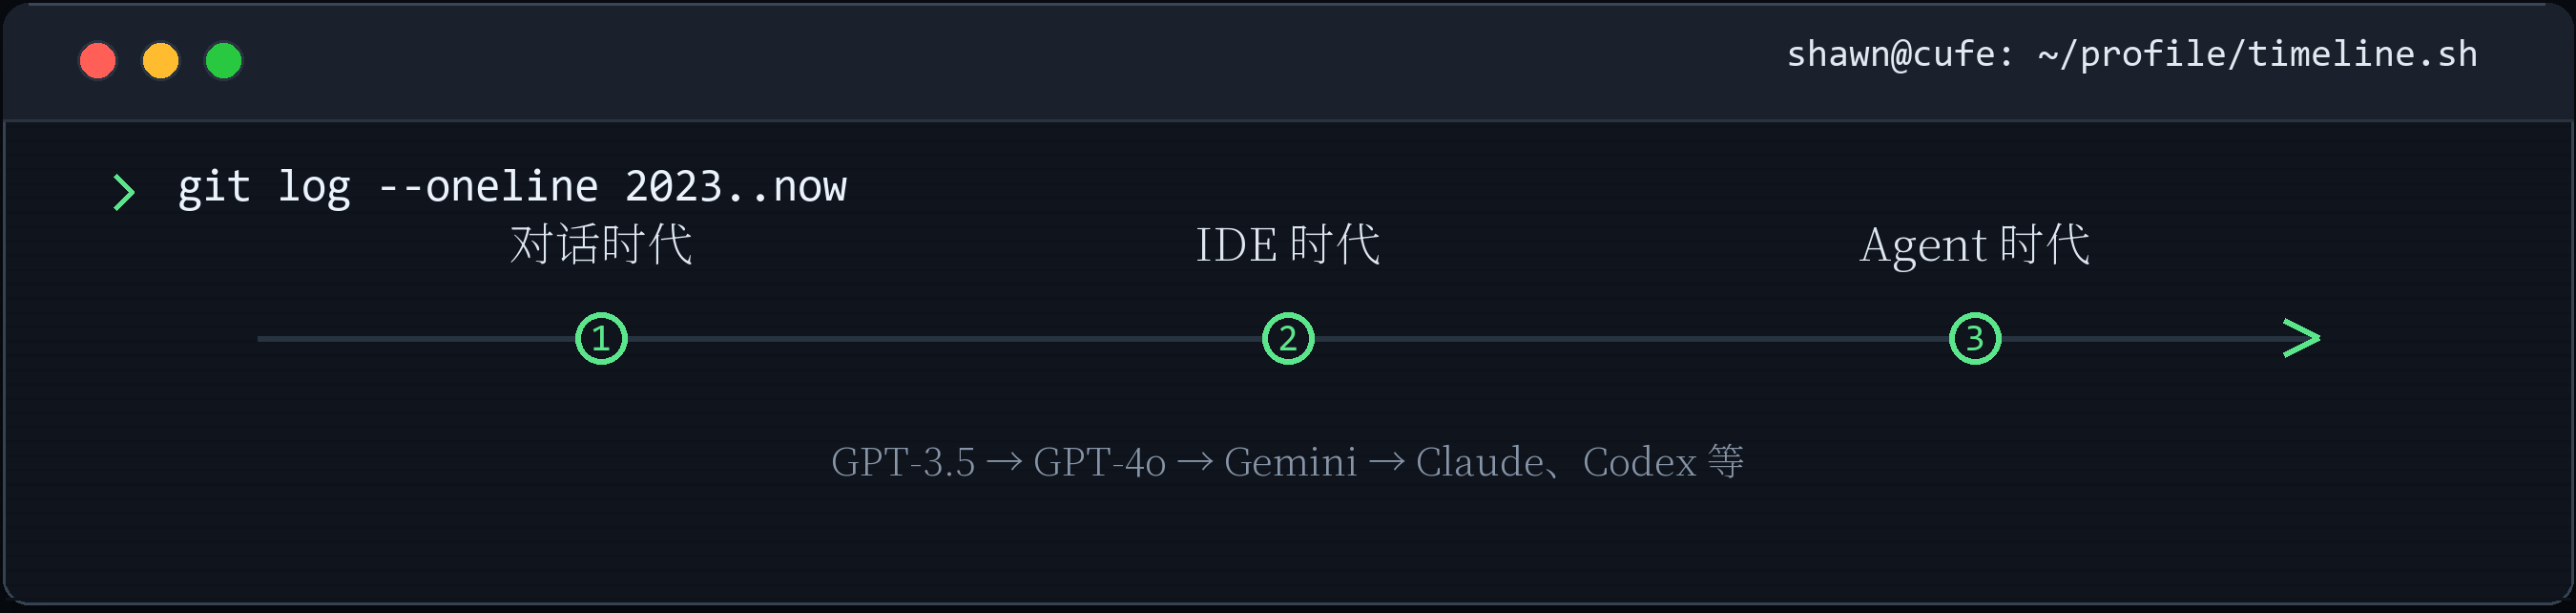 shawn@cufe: ~/profile/timeline.sh
> git log --oneline 2023..now
对话时代
IDE 时代
Agent 时代
1
2
3
GPT-3.5 → GPT-4o → Gemini → Claude、Codex 等